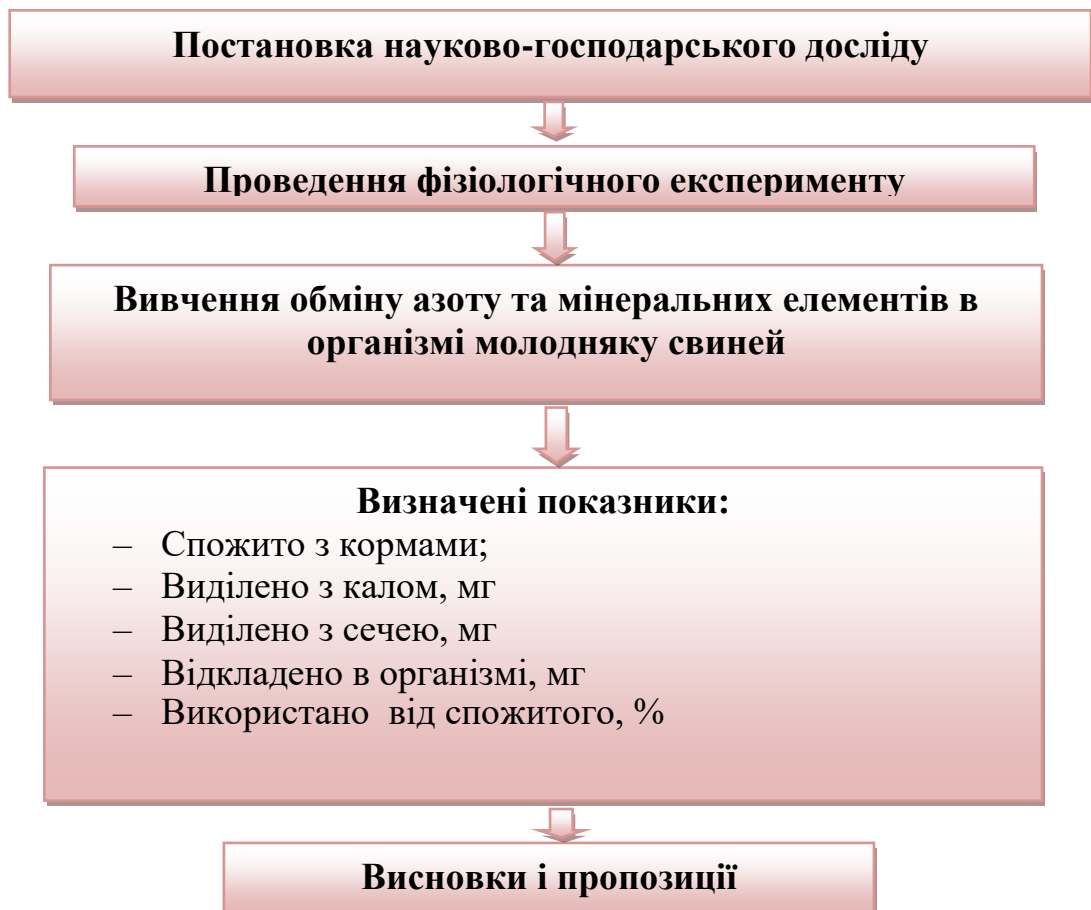 Постановка науково-господарського досліду
Проведення фізіологічного експерименту
Вивчення обміну азоту та мінеральних елементів в
організмі молодняку свиней
Визначені показники:
– Спожито з кормами;
– Виділено з калом, мг
– Виділено з сечею, мг
– Відкладено в організмі, мг
– Використано від спожитого, %
Висновки і пропозиції